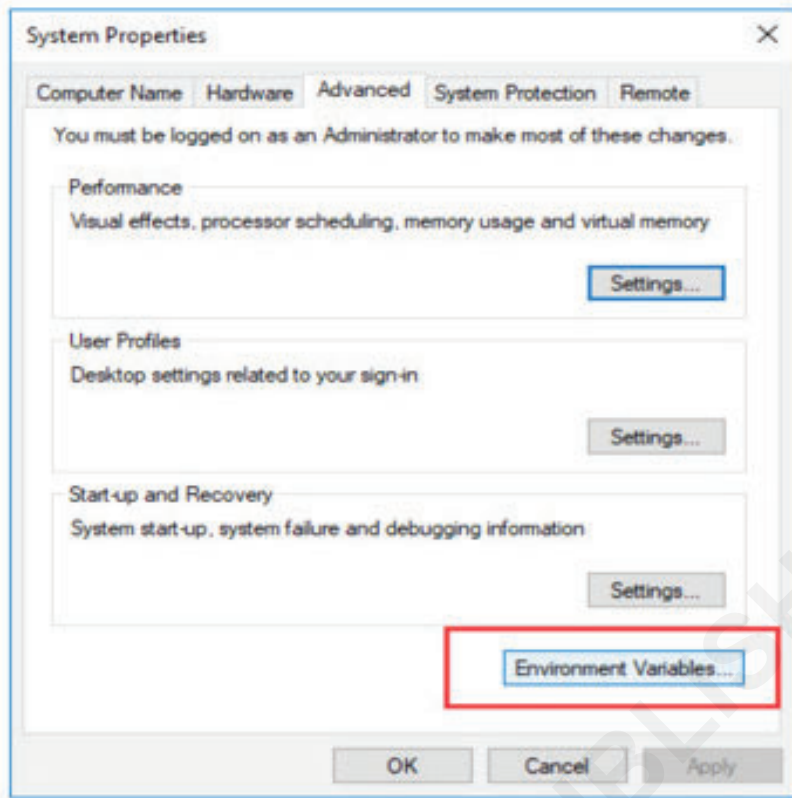 System Properties
Computer Name Hardware Advanced System Protection Remote
You must be logged on as an Administrator to make most of these changes.
Performance
Visual effects, processor scheduling, memory usage and virtual memory
Settings...
User Profiles
Desktop settings related to your sign-in
Settings...
Start-up and Recovery
System start-up, system failure and debugging information
Settings...
Environment Variables...
OK Cancel Apply